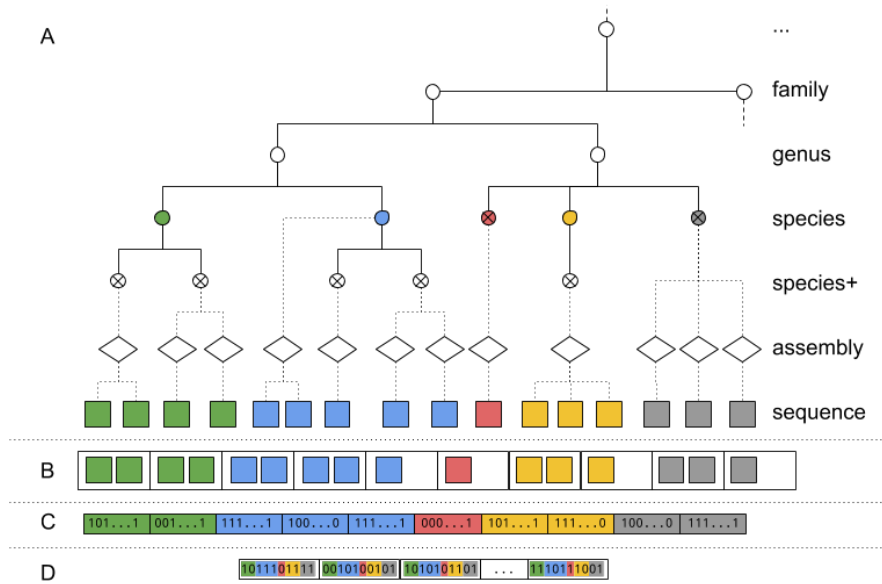 A
...
family
genus
species
species+
assembly
sequence
B
C 101...1 001...1 111...1 100...0 111...1 000...1 101...1 111...0 100...0 111...1
D 1011101111 0010100101 1010101101 ... 1110111001